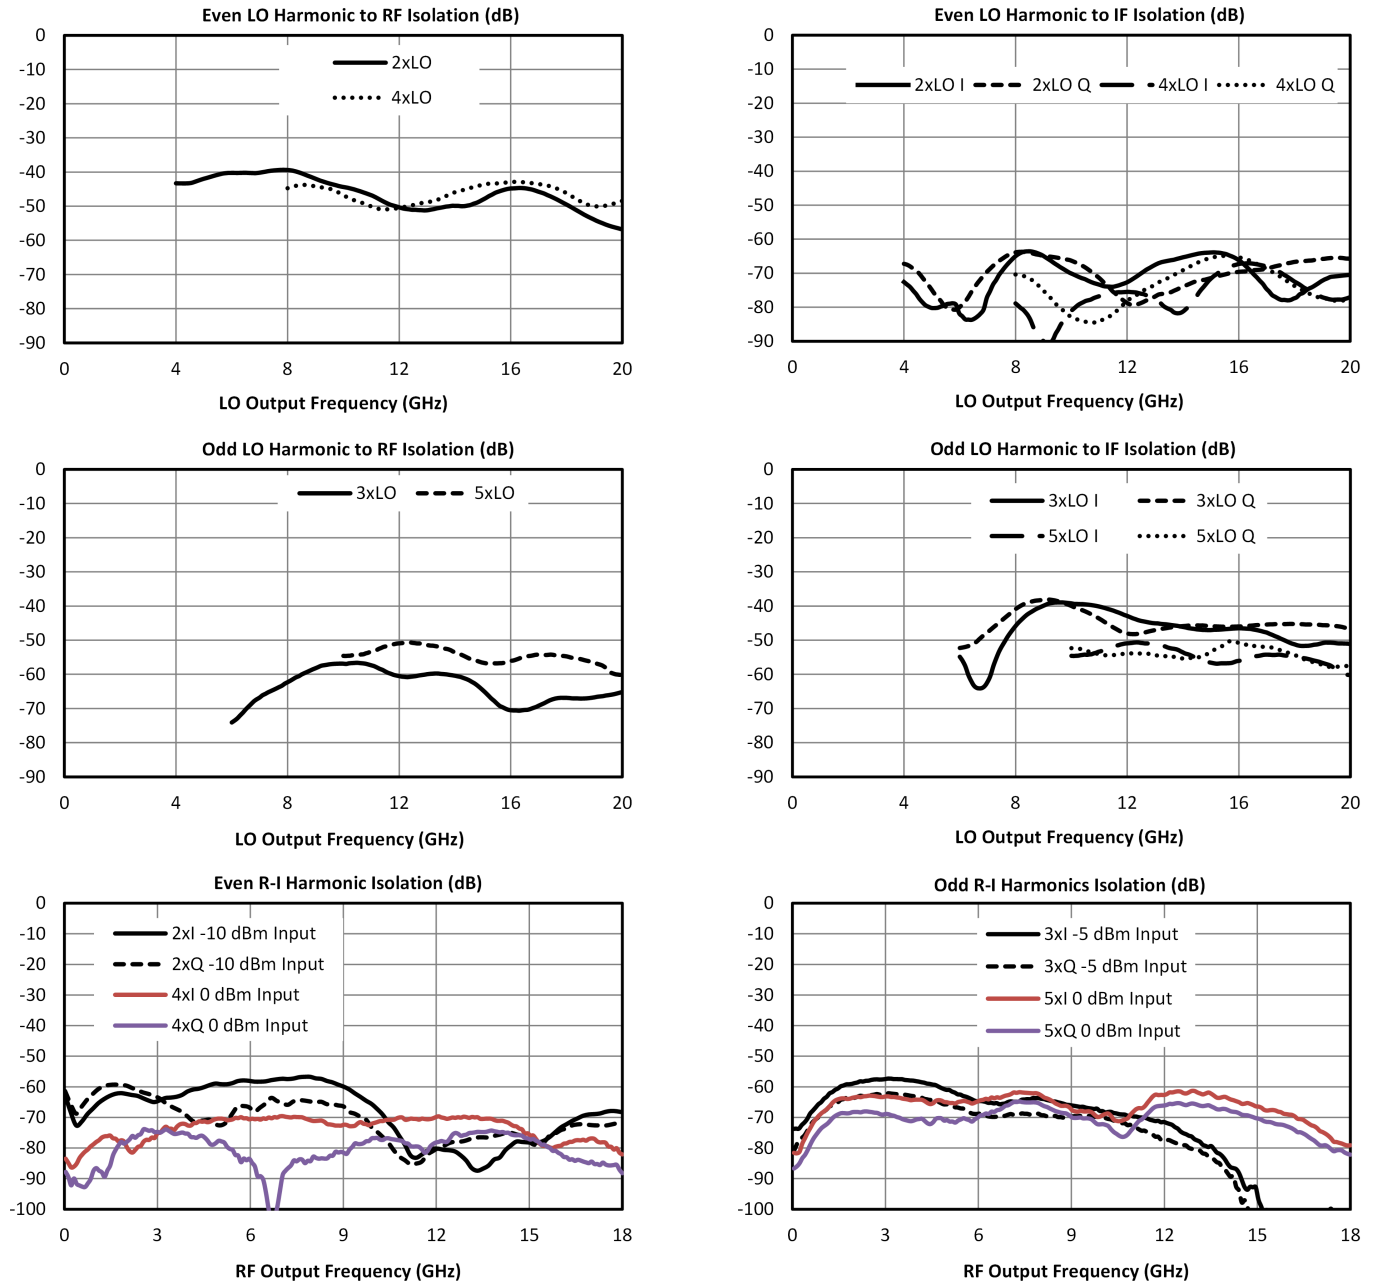 Even LO Harmonic to RF Isolation (dB)
0
-10
-20
-30
-40
-50
-60
-70
-80
-90
2xLO
4xLO
0 4 8 12 16 20
LO Output Frequency (GHz)
Even LO Harmonic to IF Isolation (dB)
0
-10
-20
-30
-40
-50
-60
-70
-80
-90
2xLO I 2xLO Q 4xLO I 4xLO Q
0 4 8 12 16 20
LO Output Frequency (GHz)
Odd LO Harmonic to RF Isolation (dB)
0
-10
-20
-30
-40
-50
-60
-70
-80
-90
3xLO 5xLO
0 4 8 12 16 20
LO Output Frequency (GHz)
Odd LO Harmonic to IF Isolation (dB)
0
-10
-20
-30
-40
-50
-60
-70
-80
-90
3xLO I 3xLO Q
5xLO I 5xLO Q
0 4 8 12 16 20
LO Output Frequency (GHz)
Even R-I Harmonic Isolation (dB)
0
-10
-20
-30
-40
-50
-60
-70
-80
-90
-100
2xI -10 dBm Input
2xQ -10 dBm Input
4xI 0 dBm Input
4xQ 0 dBm Input
0 3 6 9 12 15 18
RF Output Frequency (GHz)
Odd R-I Harmonics Isolation (dB)
0
-10
-20
-30
-40
-50
-60
-70
-80
-90
-100
3xI -5 dBm Input
3xQ -5 dBm Input
5xI 0 dBm Input
5xQ 0 dBm Input
0 3 6 9 12 15 18
RF Output Frequency (GHz)